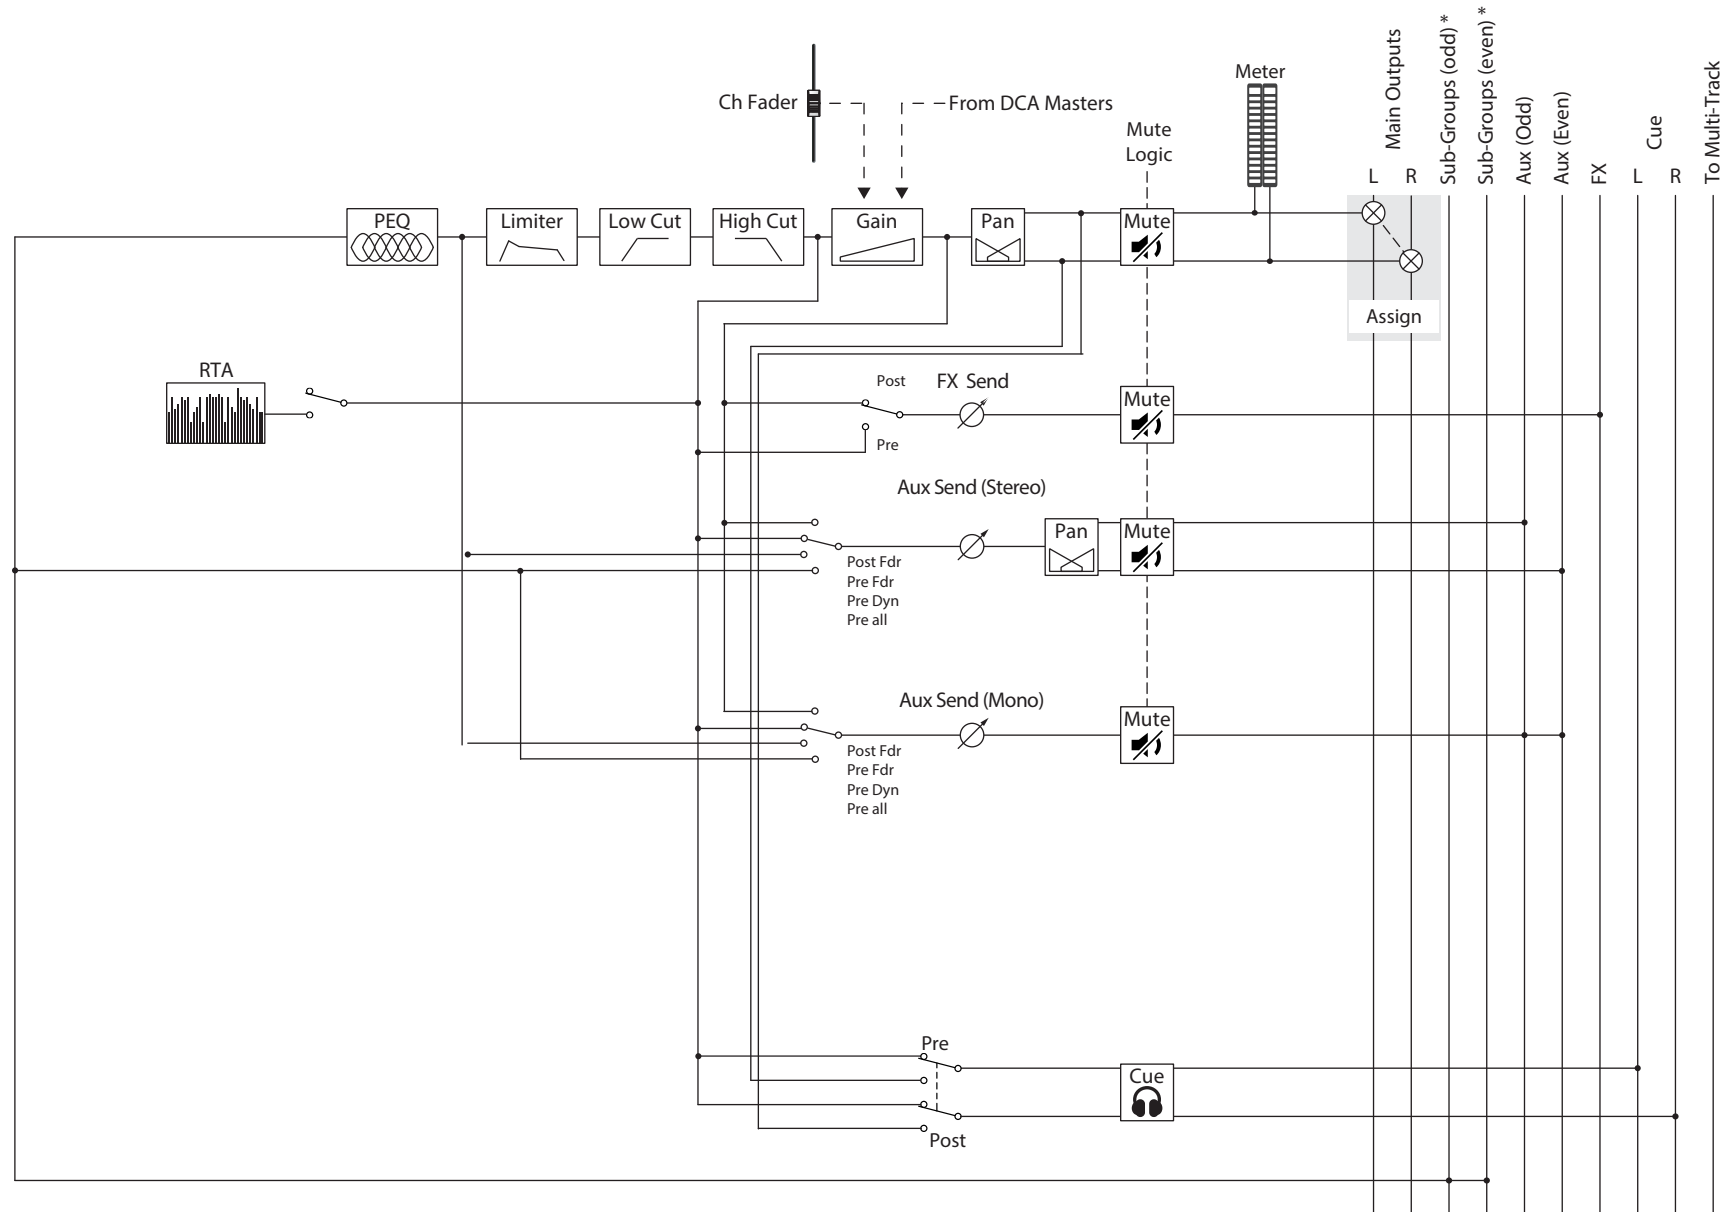 Ch Fader
From DCA Masters
Meter
Mute
Logic
Main Outputs
L
R
Sub-Groups (odd) *
Sub-Groups (even) *
Aux (Odd)
Aux (Even)
FX
Cue
L
R
To Multi-Track
PEQ
Limiter
Low Cut
High Cut
Gain
Pan
Mute
Assign
RTA
Post
FX Send
Pre
Mute
Aux Send (Stereo)
Pan
Mute
Post Fdr
Pre Fdr
Pre Dyn
Pre all
Aux Send (Mono)
Mute
Post Fdr
Pre Fdr
Pre Dyn
Pre all
Pre
Cue
Post